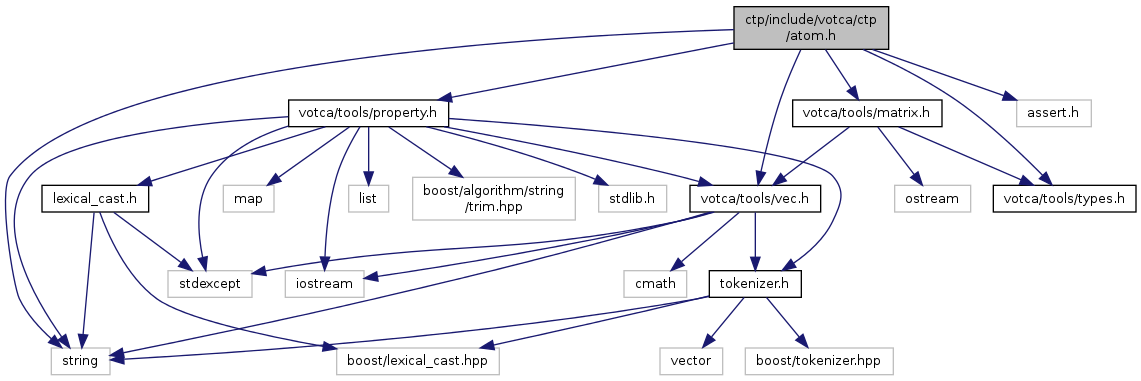 ctp/include/votca/ctp
/atom.h
votca/tools/property.h
votca/tools/matrix.h
assert.h
lexical_cast.h
map
list
boost/algorithm/string
/trim.hpp
stdlib.h
votca/tools/vec.h
ostream
votca/tools/types.h
stdexcept
iostream
cmath
tokenizer.h
string
boost/lexical_cast.hpp
vector
boost/tokenizer.hpp